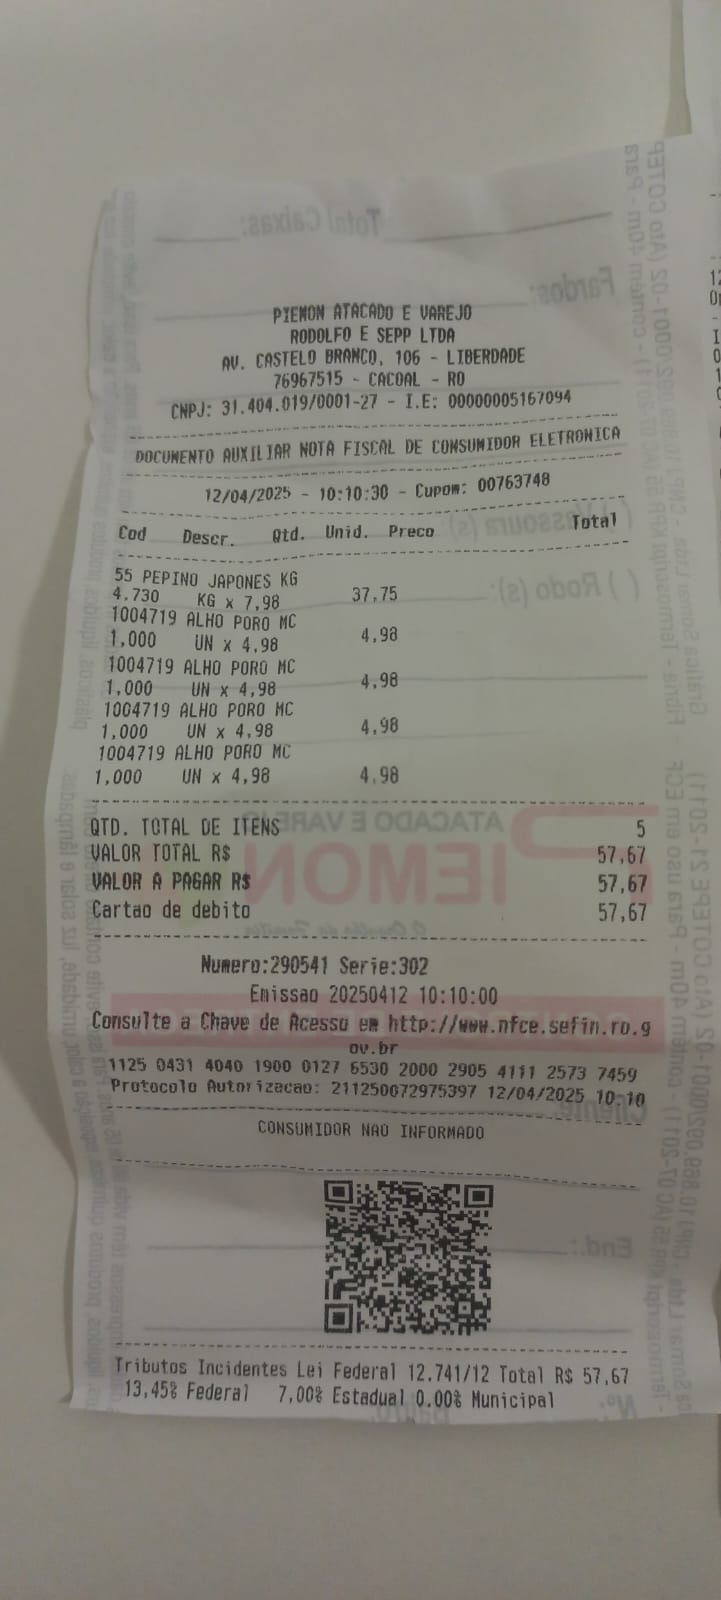 PIEMON ATACADO E VAREJO
RODOLFO E SEPP LTDA
AV. CASTELO BRANCO, 106 - LIBERDADE
76967515 - CACOAL - RO
CNPJ: 31.404.019/0001-27 - I.E: 00000005167094
DOCUMENTO AUXILIAR NOTA FISCAL DE CONSUMIDOR ELETRONICA
12/04/2025 - 10:10:30 - Cupom: 00763748
Cod Descr. Qtd. Unid. Preco Total
55 PEPINO JAPONES KG
4.730 KG x 7,98 37,75
1004719 ALHO PORO MC
1,000 UN x 4,98 4,98
1004719 ALHO PORO MC
1,000 UN x 4,98 4,98
1004719 ALHO PORO MC
1,000 UN x 4,98 4,98
1004719 ALHO PORO MC
1,000 UN x 4,98 4,98
QTD. TOTAL DE ITENS 5
VALOR TOTAL R$ 57,67
VALOR A PAGAR R$ 57,67
Cartao de debito 57,67
Numero:290541 Serie:302
Emissao 20250412 10:10:00
Consulte a Chave de Acesso em http://www.nfce.sefin.ro.g
ov.br
1125 0431 4040 1900 0127 6530 2000 2905 4111 2573 7459
Protocolo Autorizacao: 211250072975397 12/04/2025 10:10
CONSUMIDOR NAO INFORMADO
Tributos Incidentes Lei Federal 12.741/12 Total R$ 57,67
13,45% Federal 7,00% Estadual 0.00% Municipal